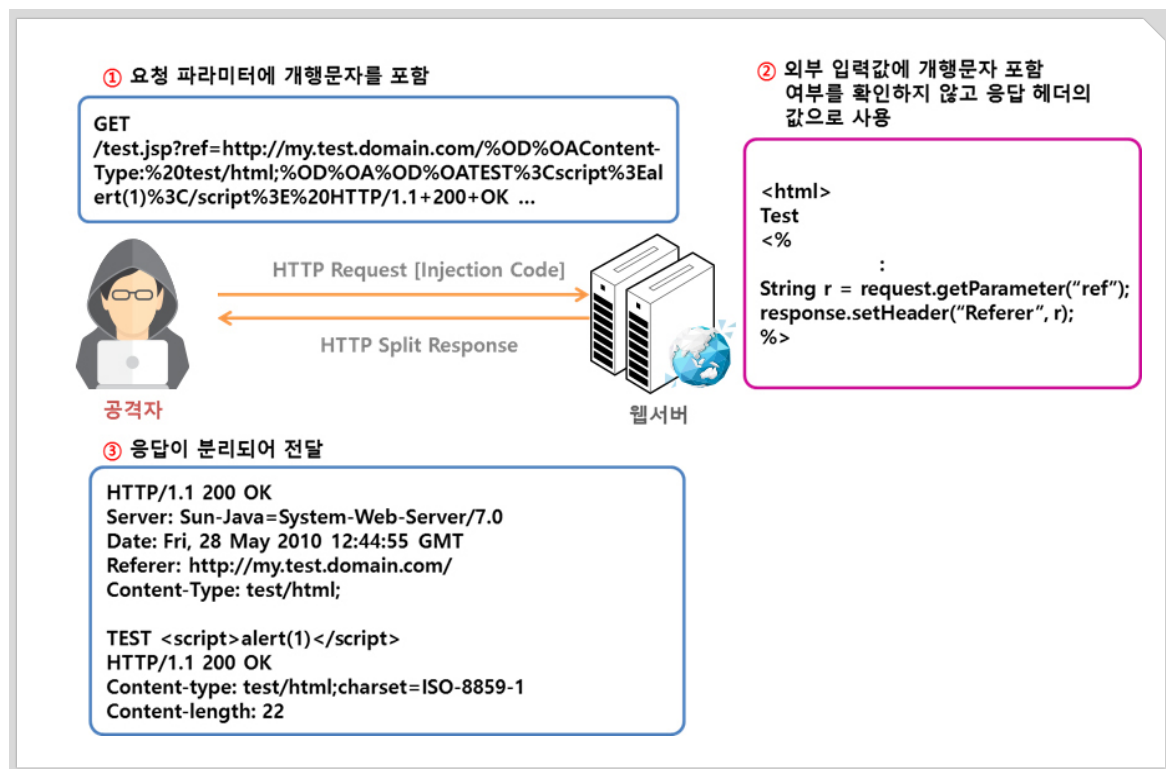 ① 요청 파라미터에 개행문자를 포함
GET
/test.jsp?ref=http://my.test.domain.com/%OD%OAContent-
Type:%20test/html;%OD%OA%OD%OATEST%3Cscript%3Eal
ert(1)%3C/script%3E%20HTTP/1.1+200+OK ...
② 외부 입력값에 개행문자 포함
여부를 확인하지 않고 응답 헤더의
값으로 사용
<html>
Test
<%
:
String r = request.getParameter(“ref”);
response.setHeader(“Referer”, r);
%>
HTTP Request [Injection Code]
HTTP Split Response
공격자
웹서버
③ 응답이 분리되어 전달
HTTP/1.1 200 OK
Server: Sun-Java=System-Web-Server/7.0
Date: Fri, 28 May 2010 12:44:55 GMT
Referer: http://my.test.domain.com/
Content-Type: test/html;
TEST <script>alert(1)</script>
HTTP/1.1 200 OK
Content-type: test/html;charset=ISO-8859-1
Content-length: 22